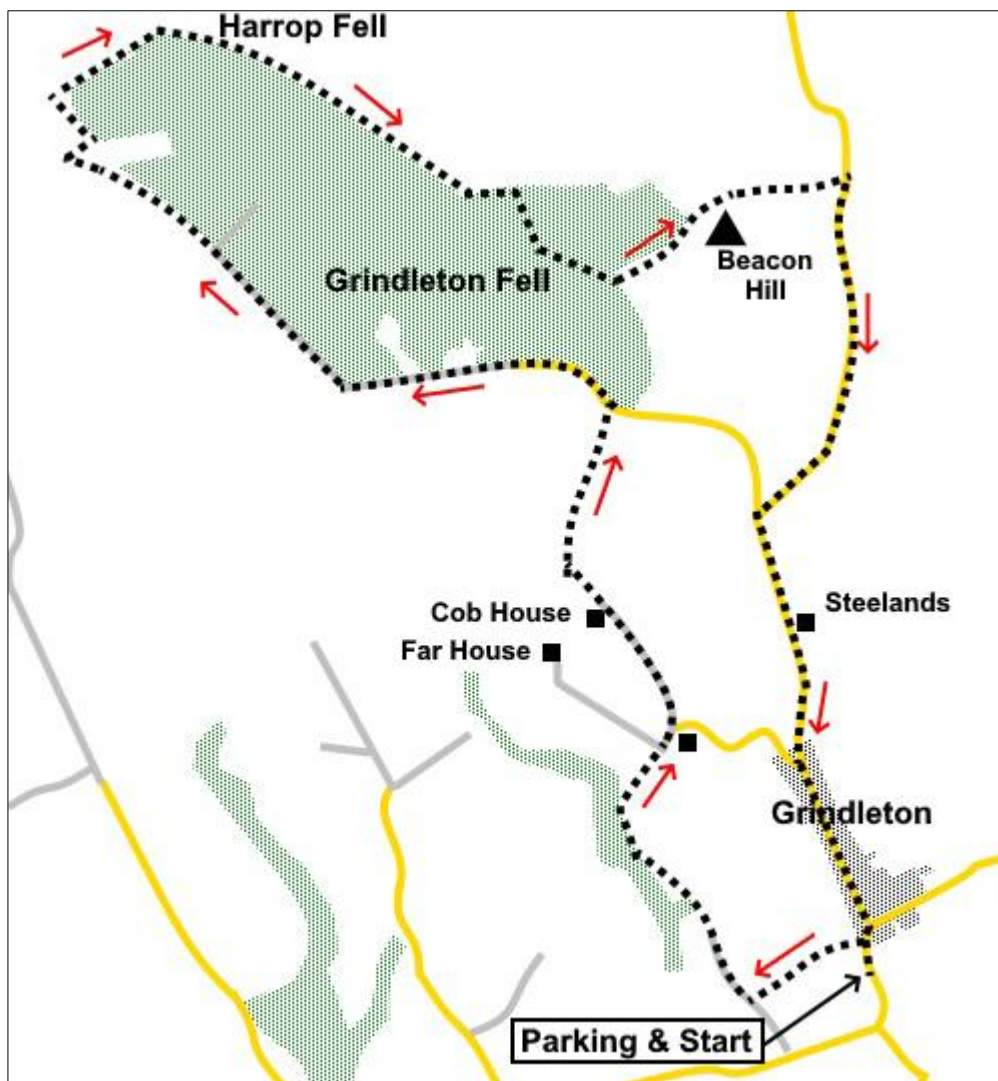 Harrop Fell
Grindleton Fell
Beacon
Hill
Cob House
Steelands
Far House
Grindleton
Parking & Start